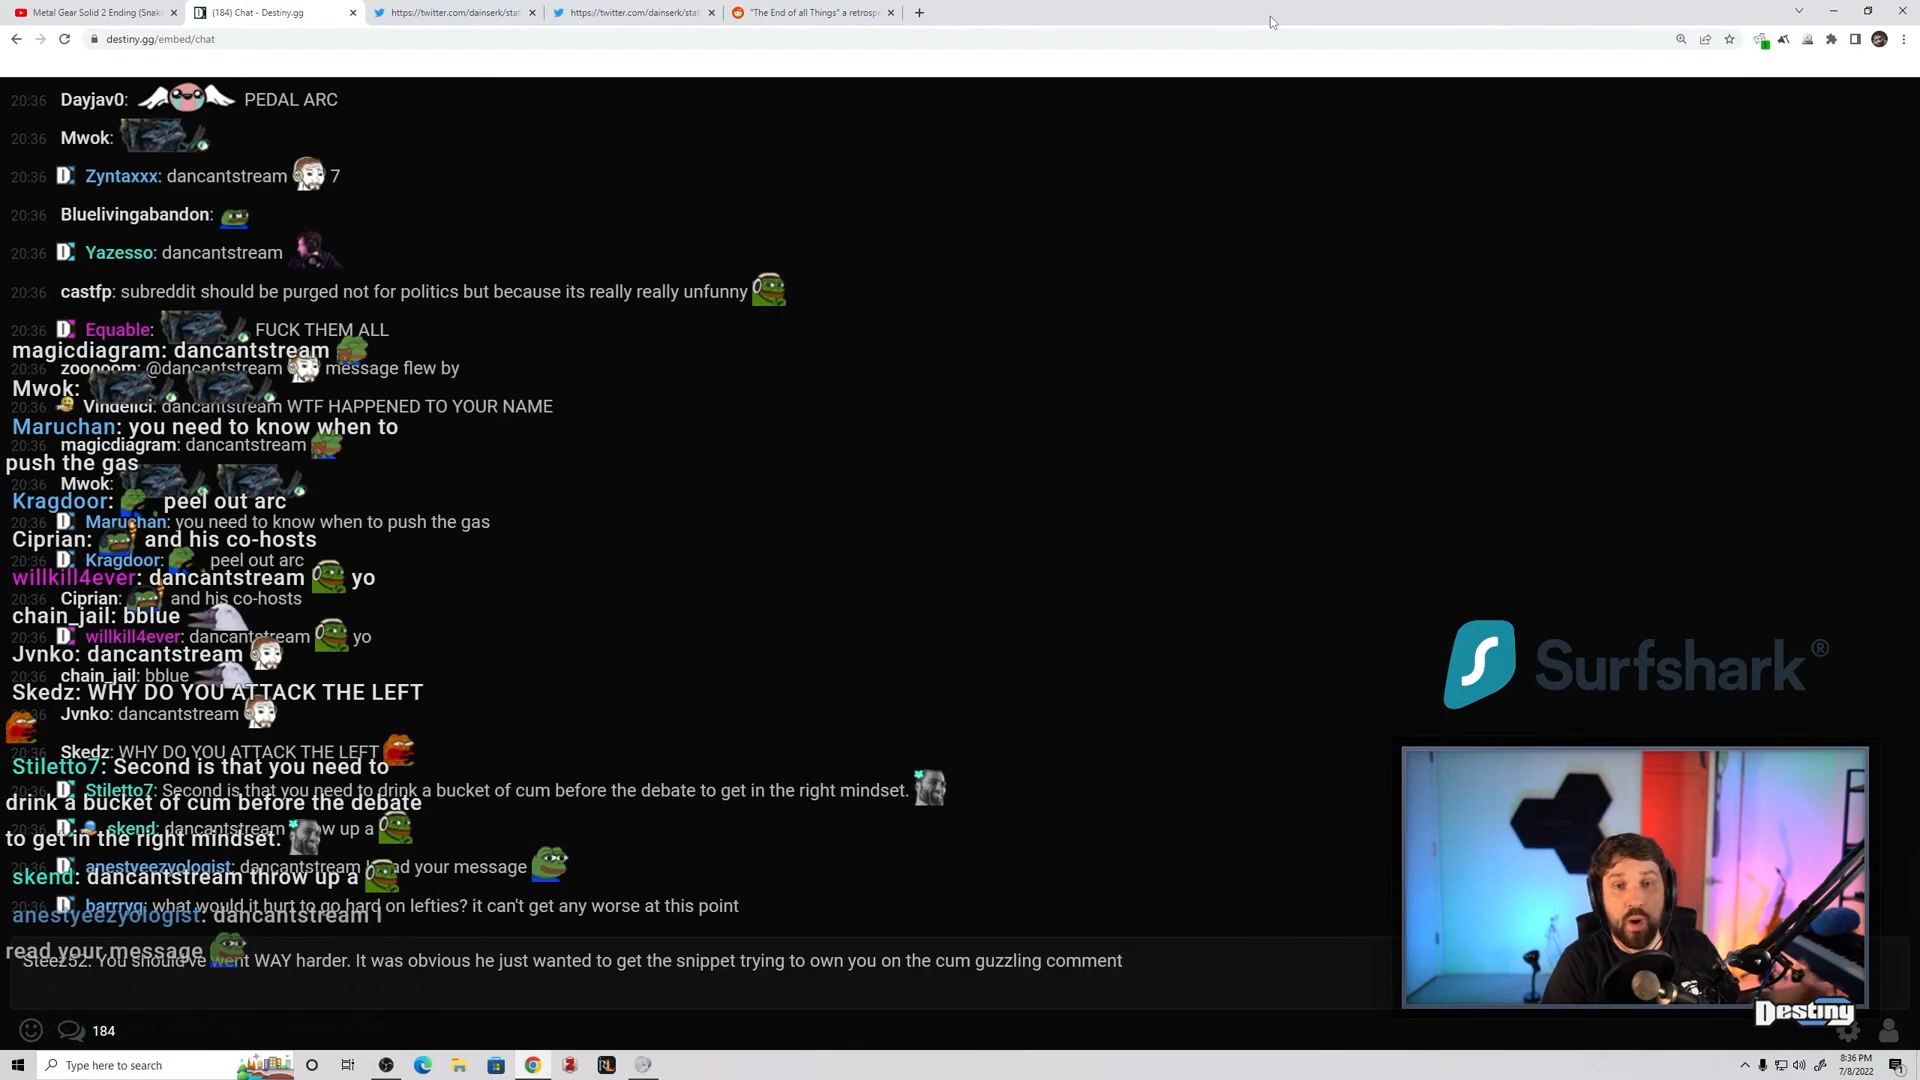 Metal Gear Solid 2 Ending (Snake
(184) Chat - Destiny.gg
https://twitter.com/dainserk/stat
https://twitter.com/dainserk/stat
"The End of all Things" a retrospe
destiny.gg/embed/chat
20:36 Dayjav0: PEDAL ARC
20:36 Mwok:
20:36 Zyntaxxx: dancantstream 7
20:36 Bluelivingabandon:
20:36 Yazesso: dancantstream
20:36 castfp: subreddit should be purged not for politics but because its really really unfunny
20:36 Equable: FUCK THEM ALL
magicdiagram: dancantstream
20:36 zooooom: @dancantstream message flew by
Mwok:
20:36 Vindelici: dancantstream WTF HAPPENED TO YOUR NAME
Maruchan: you need to know when to
20:36 magicdiagram: dancantstream
push the gas
20:36 Mwok:
Kragdoor: peel out arc
20:36 Maruchan: you need to know when to push the gas
Ciprian: and his co-hosts
20:36 Kragdoor: peel out arc
willkill4ever: dancantstream yo
20:36 Ciprian: and his co-hosts
chain_jail: bblue
20:36 willkill4ever: dancantstream yo
Jvnko: dancantstream
20:36 chain_jail: bblue
Skedz: WHY DO YOU ATTACK THE LEFT
20:36 Jvnko: dancantstream
20:36 Skedz: WHY DO YOU ATTACK THE LEFT
Stiletto7: Second is that you need to
20:36 Stiletto7: Second is that you need to drink a bucket of cum before the debate to get in the right mindset.
drink a bucket of cum before the debate
20:36 skend: dancantstream throw up a
to get in the right mindset.
20:36 anestyeezyologist: dancantstream I read your message
skend: dancantstream throw up a
20:36 barrryg: what would it hurt to go hard on lefties? it can't get any worse at this point
anestyeezyologist: dancantstream I
read your message
Steez52: You should've went WAY harder. It was obvious he just wanted to get the snippet trying to own you on the cum guzzling comment
184
Surfshark®
Destiny
Type here to search
8:36 PM
7/8/2022